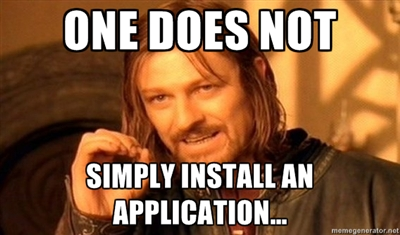 ONE DOES NOT
SIMPLY INSTALL AN
APPLICATION...
memegenerator.net